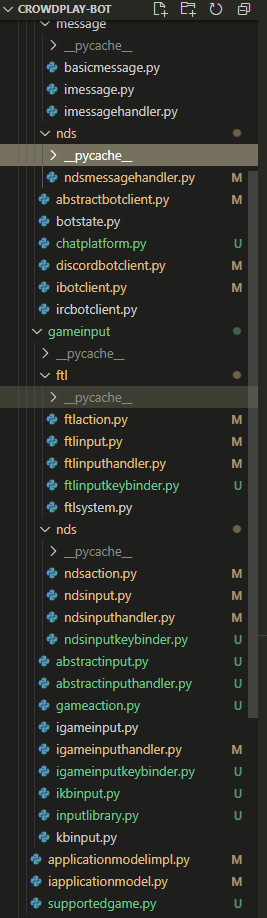 CROWDPLAY-BOT
message
__pycache__
basicmessage.py
imessage.py
imessagehandler.py
nds
__pycache__
ndsmessagehandler.py M
abstractbotclient.py M
botstate.py
chatplatform.py U
discordbotclient.py M
ibotclient.py M
ircbotclient.py
gameinput
__pycache__
ftl
__pycache__
ftlaction.py M
ftlinput.py M
ftlinputhandler.py M
ftlinputkeybinder.py U
ftlsystem.py
nds
__pycache__
ndsaction.py M
ndsinput.py M
ndsinputhandler.py M
ndsinputkeybinder.py U
abstractinput.py U
abstractinputhandler.py U
gameaction.py U
igameinput.py
igameinputhandler.py M
igameinputkeybinder.py U
ikbinput.py U
inputlibrary.py U
kbinput.py
applicationmodelimpl.py M
iapplicationmodel.py M
supportedgame.py U